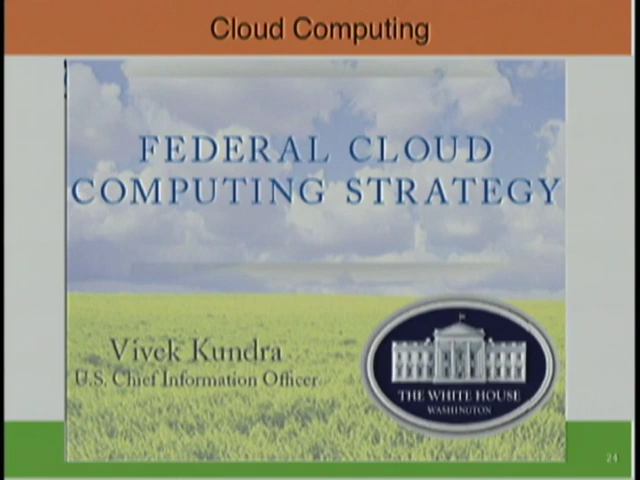 Cloud Computing
FEDERAL CLOUD
COMPUTING STRATEGY
Vivek Kundra
U.S. Chief Information Officer
THE WHITE HOUSE
WASHINGTON
24